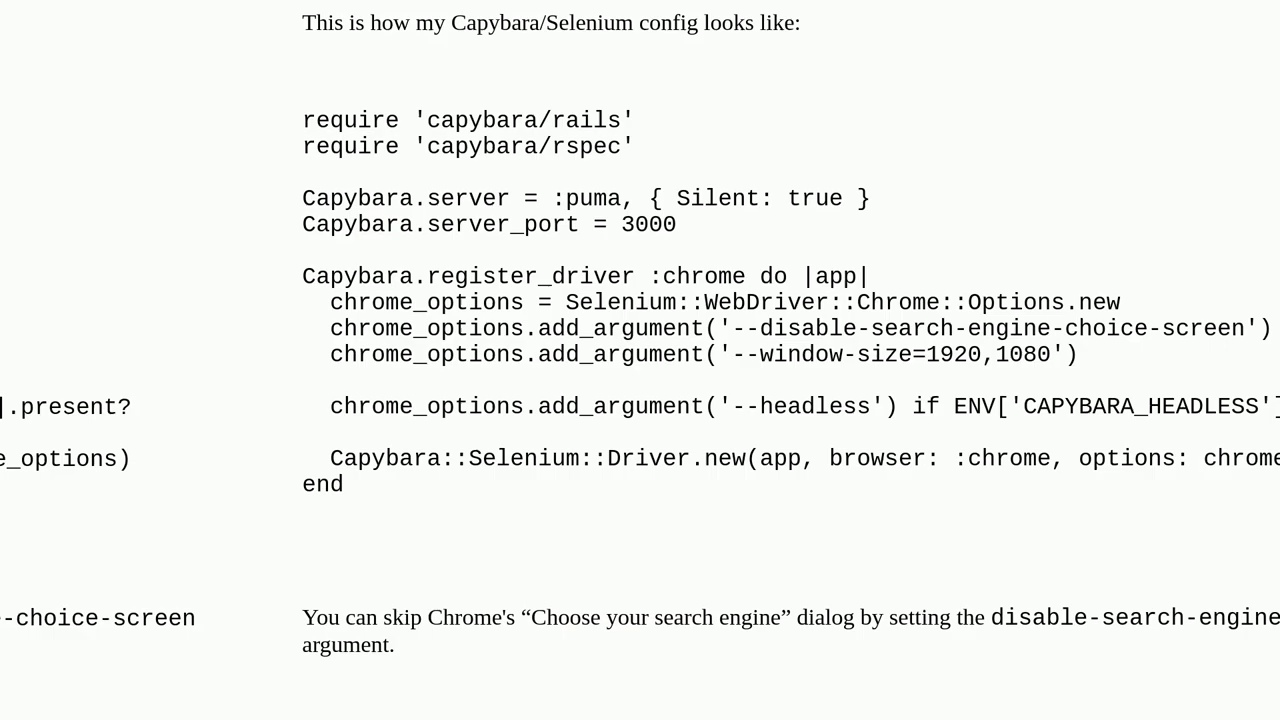 This is how my Capybara/Selenium config looks like:
require 'capybara/rails'
require 'capybara/rspec'
Capybara.server = :puma, { Silent: true }
Capybara.server_port = 3000
Capybara.register_driver :chrome do |app|
chrome_options = Selenium::WebDriver::Chrome::Options.new
chrome_options.add_argument('--disable-search-engine-choice-screen')
chrome_options.add_argument('--window-size=1920,1080')
chrome_options.add_argument('--headless') if ENV['CAPYBARA_HEADLESS'].present?
Capybara::Selenium::Driver.new(app, browser: :chrome, options: chrome_options)
end
You can skip Chrome's “Choose your search engine” dialog by setting the disable-search-engine-choice-screen
argument.